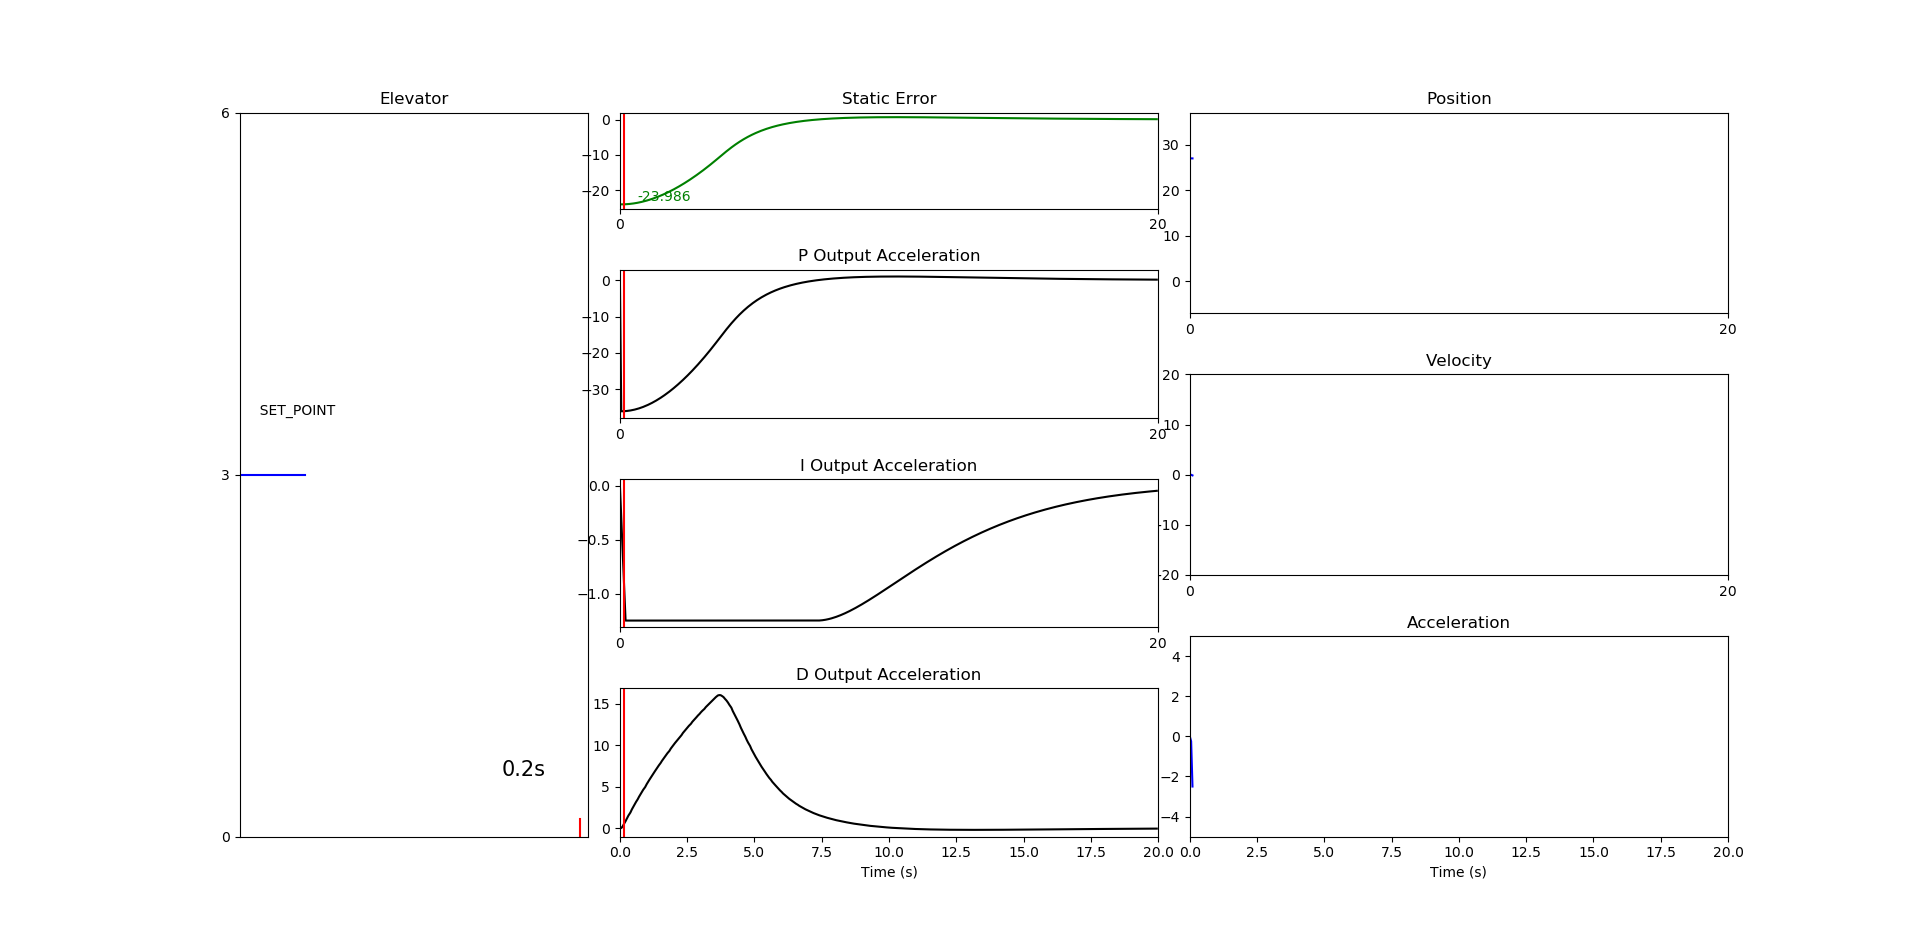 Elevator
6
SET_POINT
3
0.2s
0
Static Error
0
−10
−20
-23.986
0 20
P Output Acceleration
0
−10
−20
−30
0 20
I Output Acceleration
0.0
−0.5
−1.0
0 20
D Output Acceleration
15
10
5
0
0.0 2.5 5.0 7.5 10.0 12.5 15.0 17.5 20.0
Time (s)
Position
30
20
10
0
0 20
Velocity
20
10
0
-10
-20
0 20
Acceleration
4
2
0
−2
−4
0.0 2.5 5.0 7.5 10.0 12.5 15.0 17.5 20.0
Time (s)